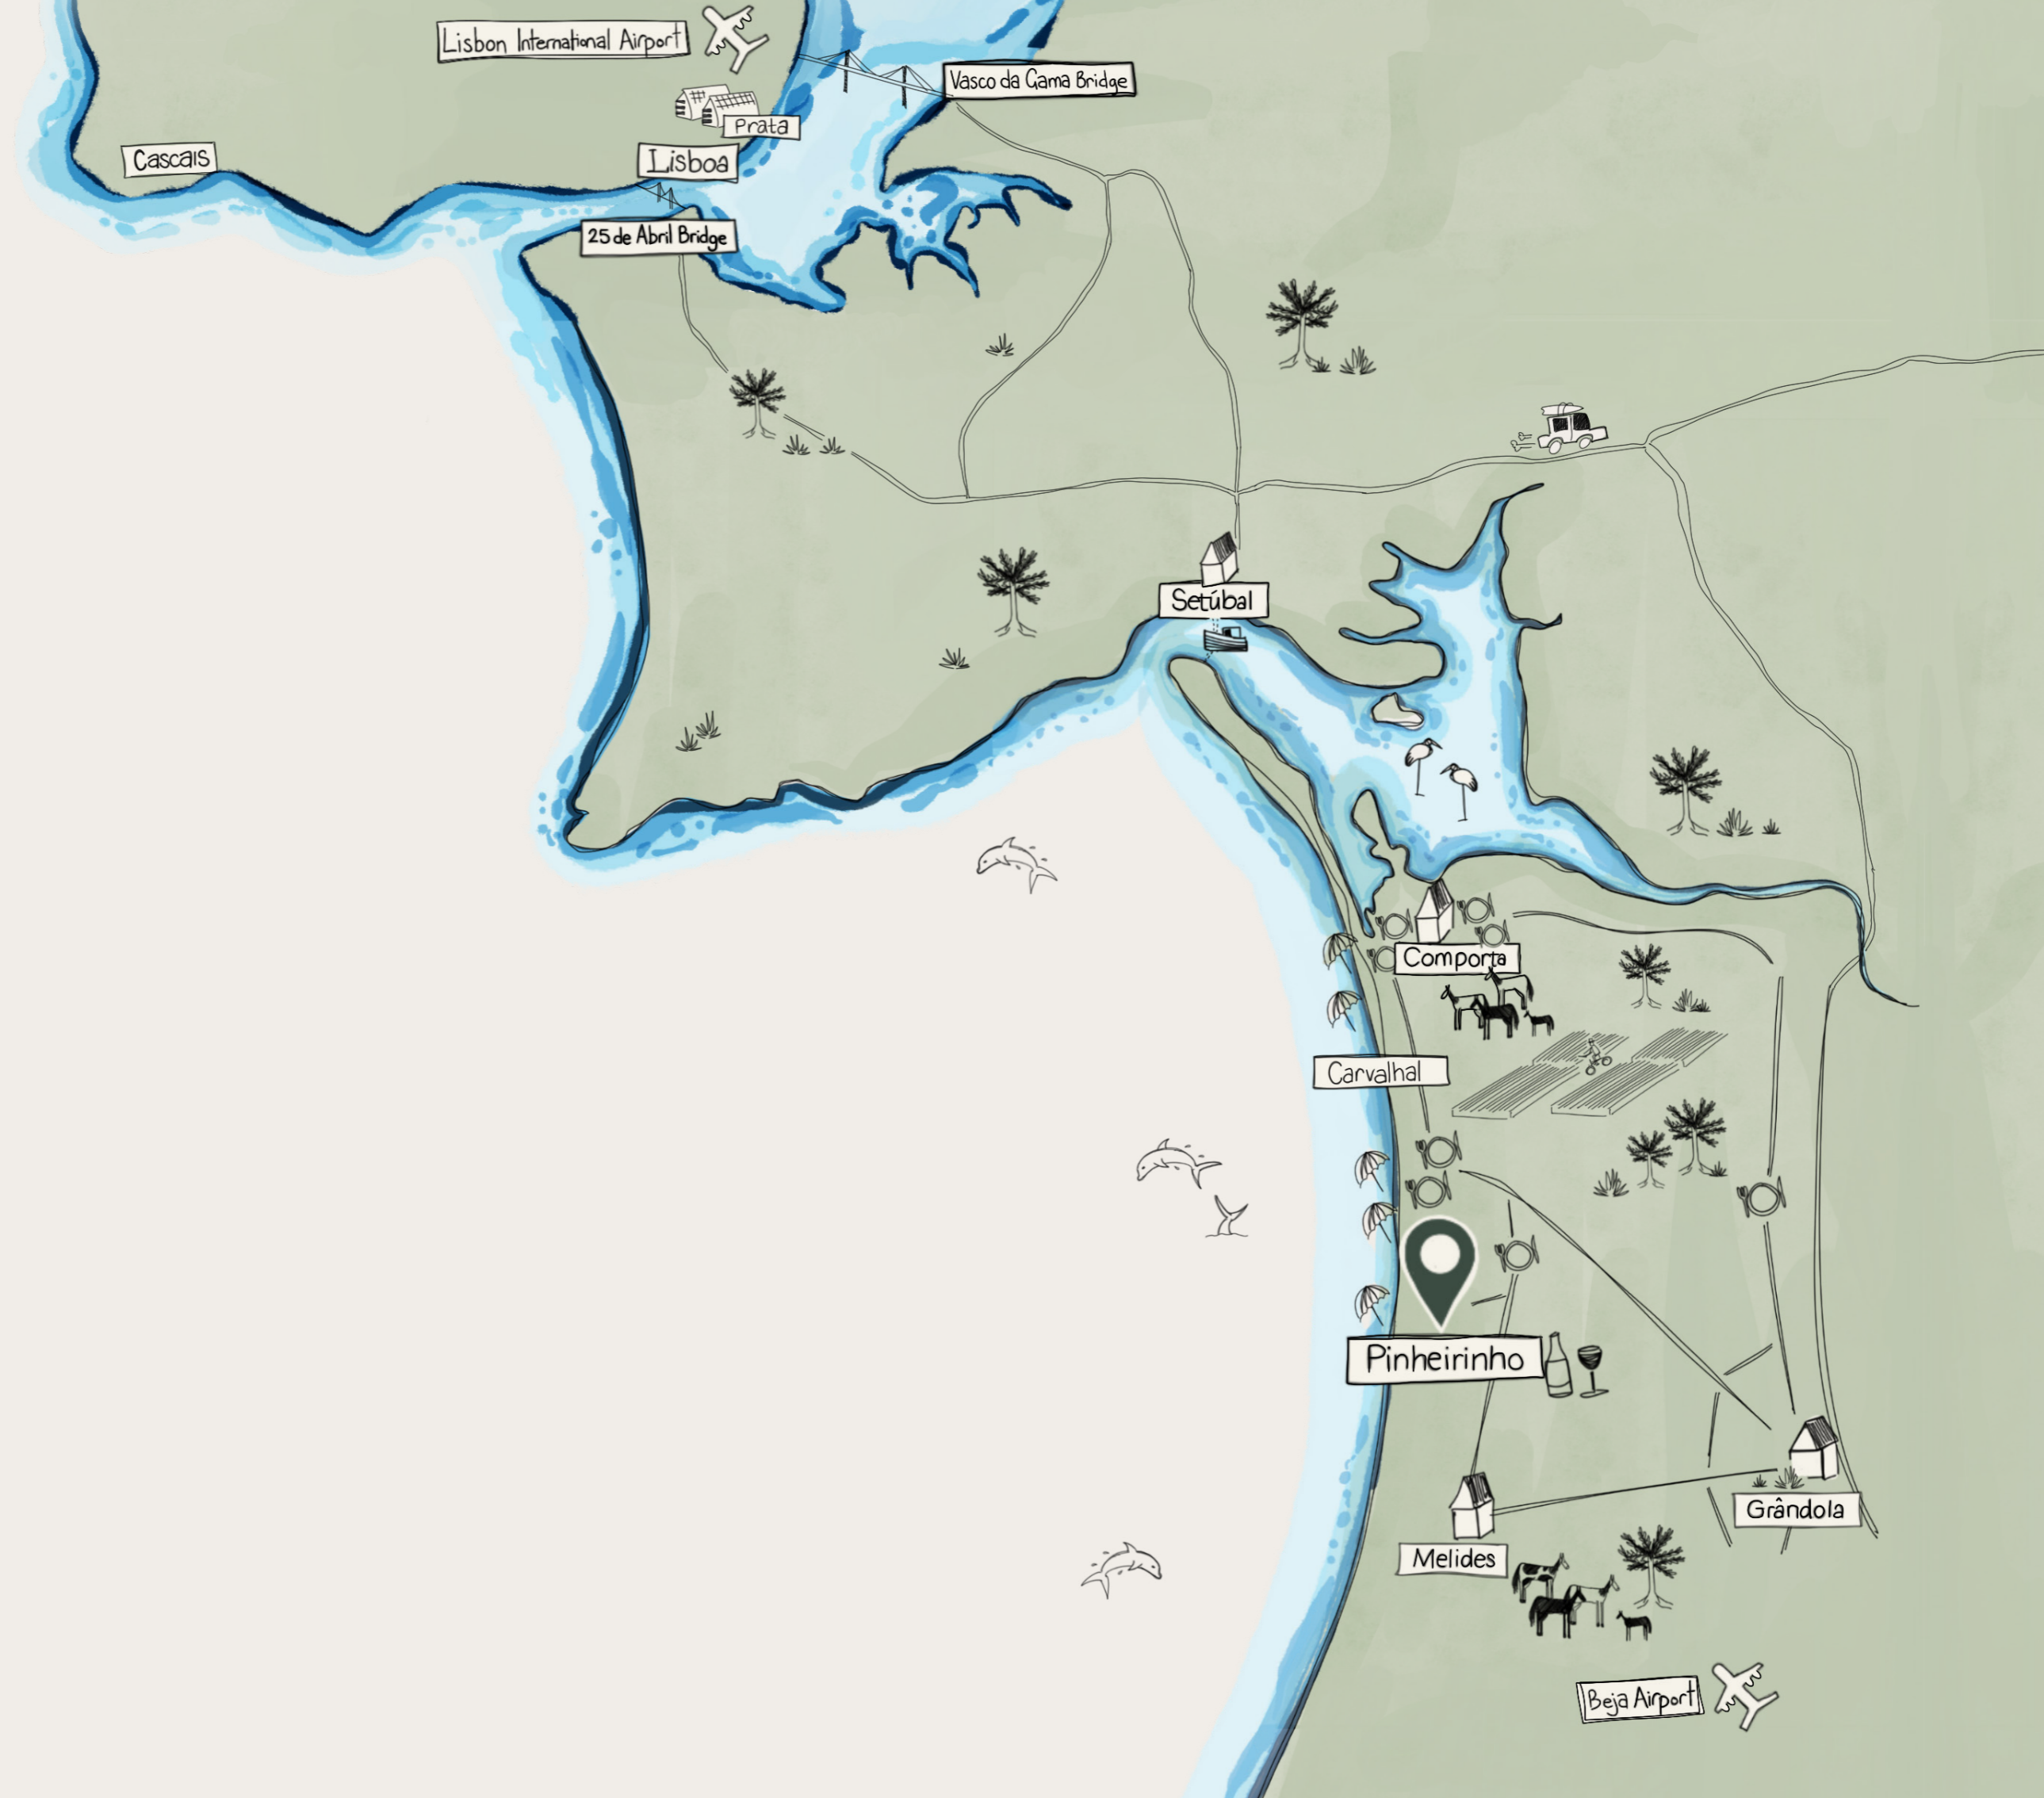 Lisbon International Airport
Vasco da Gama Bridge
Prata
Cascais
Lisboa
25 de Abril Bridge
Setúbal
Comporta
Carvalhal
Pinheirinho
Grândola
Melides
Beja Airport